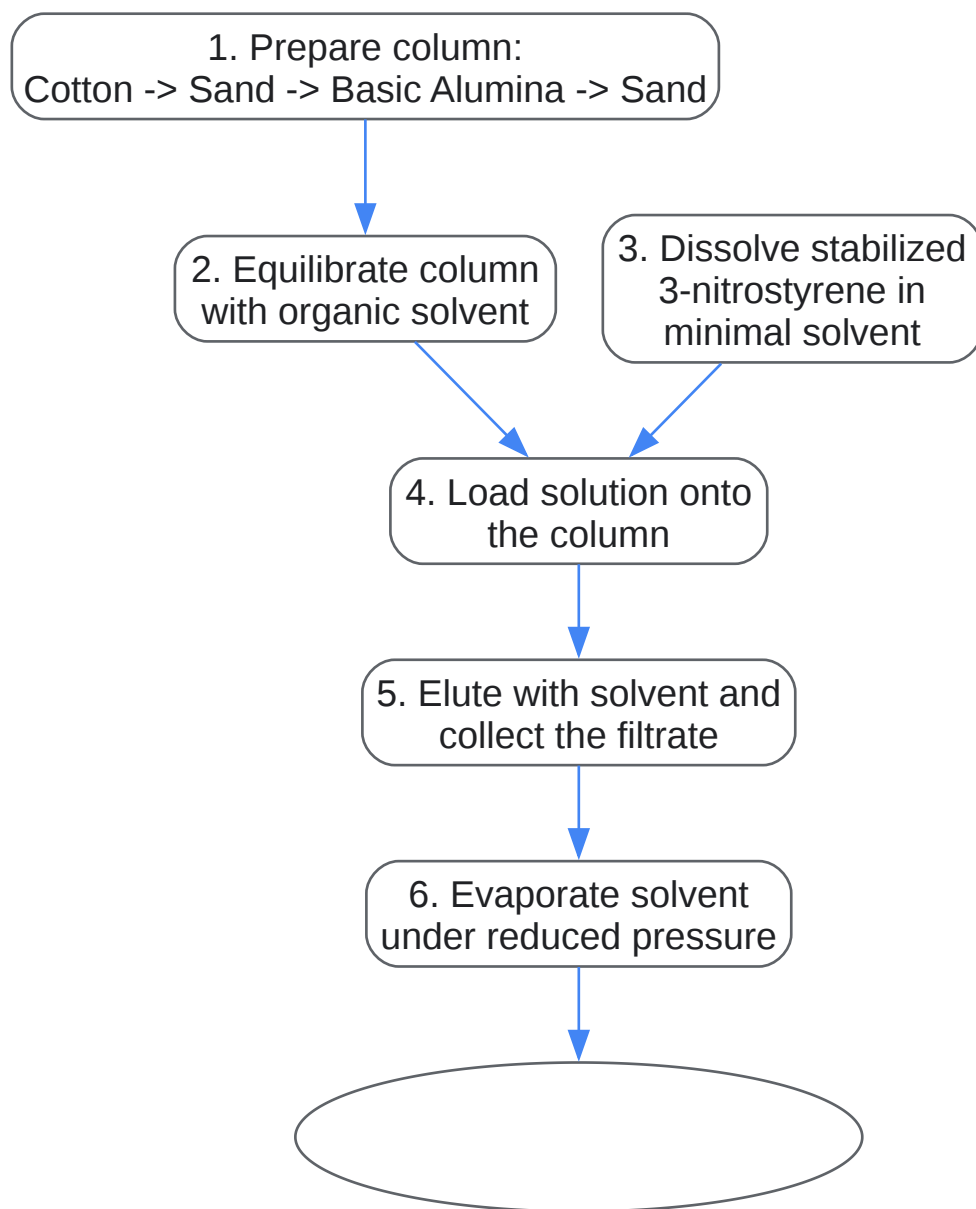 1. Prepare column:
Cotton -> Sand -> Basic Alumina -> Sand
2. Equilibrate column
with organic solvent
3. Dissolve stabilized
3-nitrostyrene in
minimal solvent
4. Load solution onto
the column
5. Elute with solvent and
collect the filtrate
6. Evaporate solvent
under reduced pressure